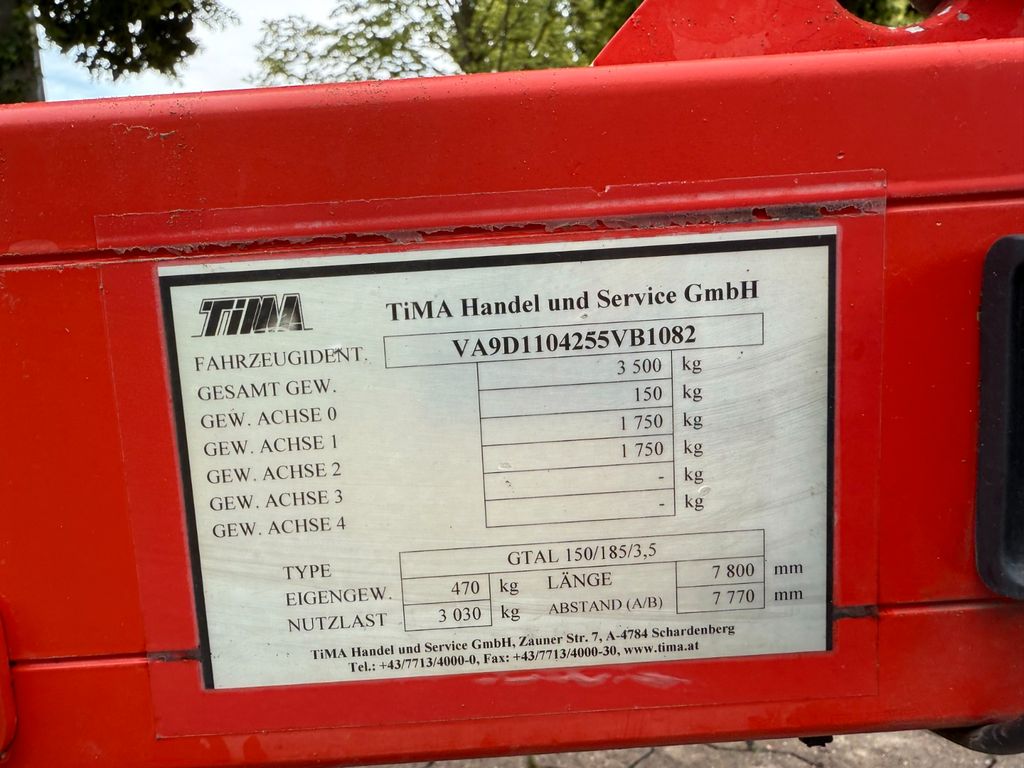 TiMA
TiMA Handel und Service GmbH
FAHRZEUGIDENT. VA9D1104255VB1082
GESAMT GEW. 3 500 kg
GEW. ACHSE 0 150 kg
GEW. ACHSE 1 1 750 kg
GEW. ACHSE 2 1 750 kg
GEW. ACHSE 3 - kg
GEW. ACHSE 4 - kg
TYPE GTAL 150/185/3,5
EIGENGEW. 470 kg LÄNGE 7 800 mm
NUTZLAST 3 030 kg ABSTAND (A/B) 7 770 mm
TiMA Handel und Service GmbH, Zauner Str. 7, A-4784 Schardenberg
Tel.: +43/7713/4000-0, Fax: +43/7713/4000-30, www.tima.at